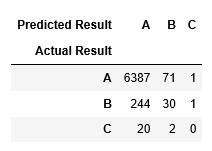 Predicted Result A B C
Actual Result
A 6387 71 1
B 244 30 1
C 20 2 0